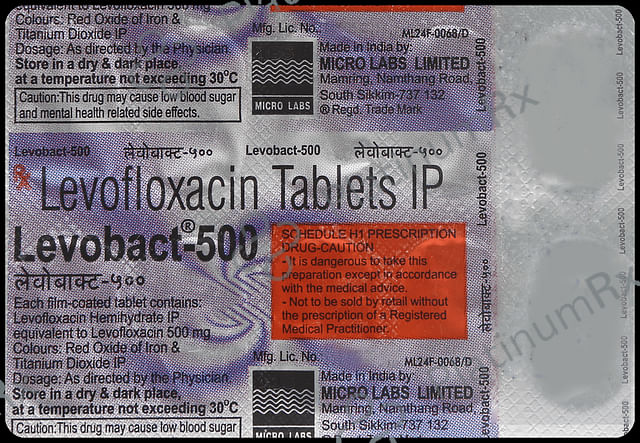 equivalent to Levofloxacin 500 mg
Colours: Red Oxide of Iron &
Titanium Dioxide IP
Dosage: As directed by the Physician.
Store in a dry & dark place,
at a temperature not exceeding 30°C
Caution:This drug may cause low blood sugar
and mental health related side effects.
Mfg. Lic. No.
ML24F-0068/D
MICRO LABS
Made in India by:
MICRO LABS LIMITED
Mamring, Namthang Road,
South Sikkim-737 132
® Regd. Trade Mark
Levobact-500
Levobact-500 लेवोबाक्ट-५०० Levobact-500 लेवोबाक्ट-५००
Rx
Levofloxacin Tablets IP
Levobact®-500
लेवोबाक्ट-५००
SCHEDULE H1 PRESCRIPTION
DRUG-CAUTION
- It is dangerous to take this
preparation except in accordance
with the medical advice.
- Not to be sold by retail without
the prescription of a Registered
Medical Practitioner.
Each film-coated tablet contains:
Levofloxacin Hemihydrate IP
equivalent to Levofloxacin 500 mg
Colours: Red Oxide of Iron &
Titanium Dioxide IP
Dosage: As directed by the Physician.
Store in a dry & dark place,
at a temperature not exceeding 30°C
Caution:This drug may cause low blood sugar
Mfg. Lic. No.
ML24F-0068/D
MICRO LABS
Made in India by
MICRO LABS LIMITED
Mamring, Namthang Road,
South Sikkim-737 132
Levobact-500
लेवोबाक्ट-५००
Levobact-500
Levobact-500
Levobact-500
Levobact-500
Levobact-500
Levobact-500
Levobact-500